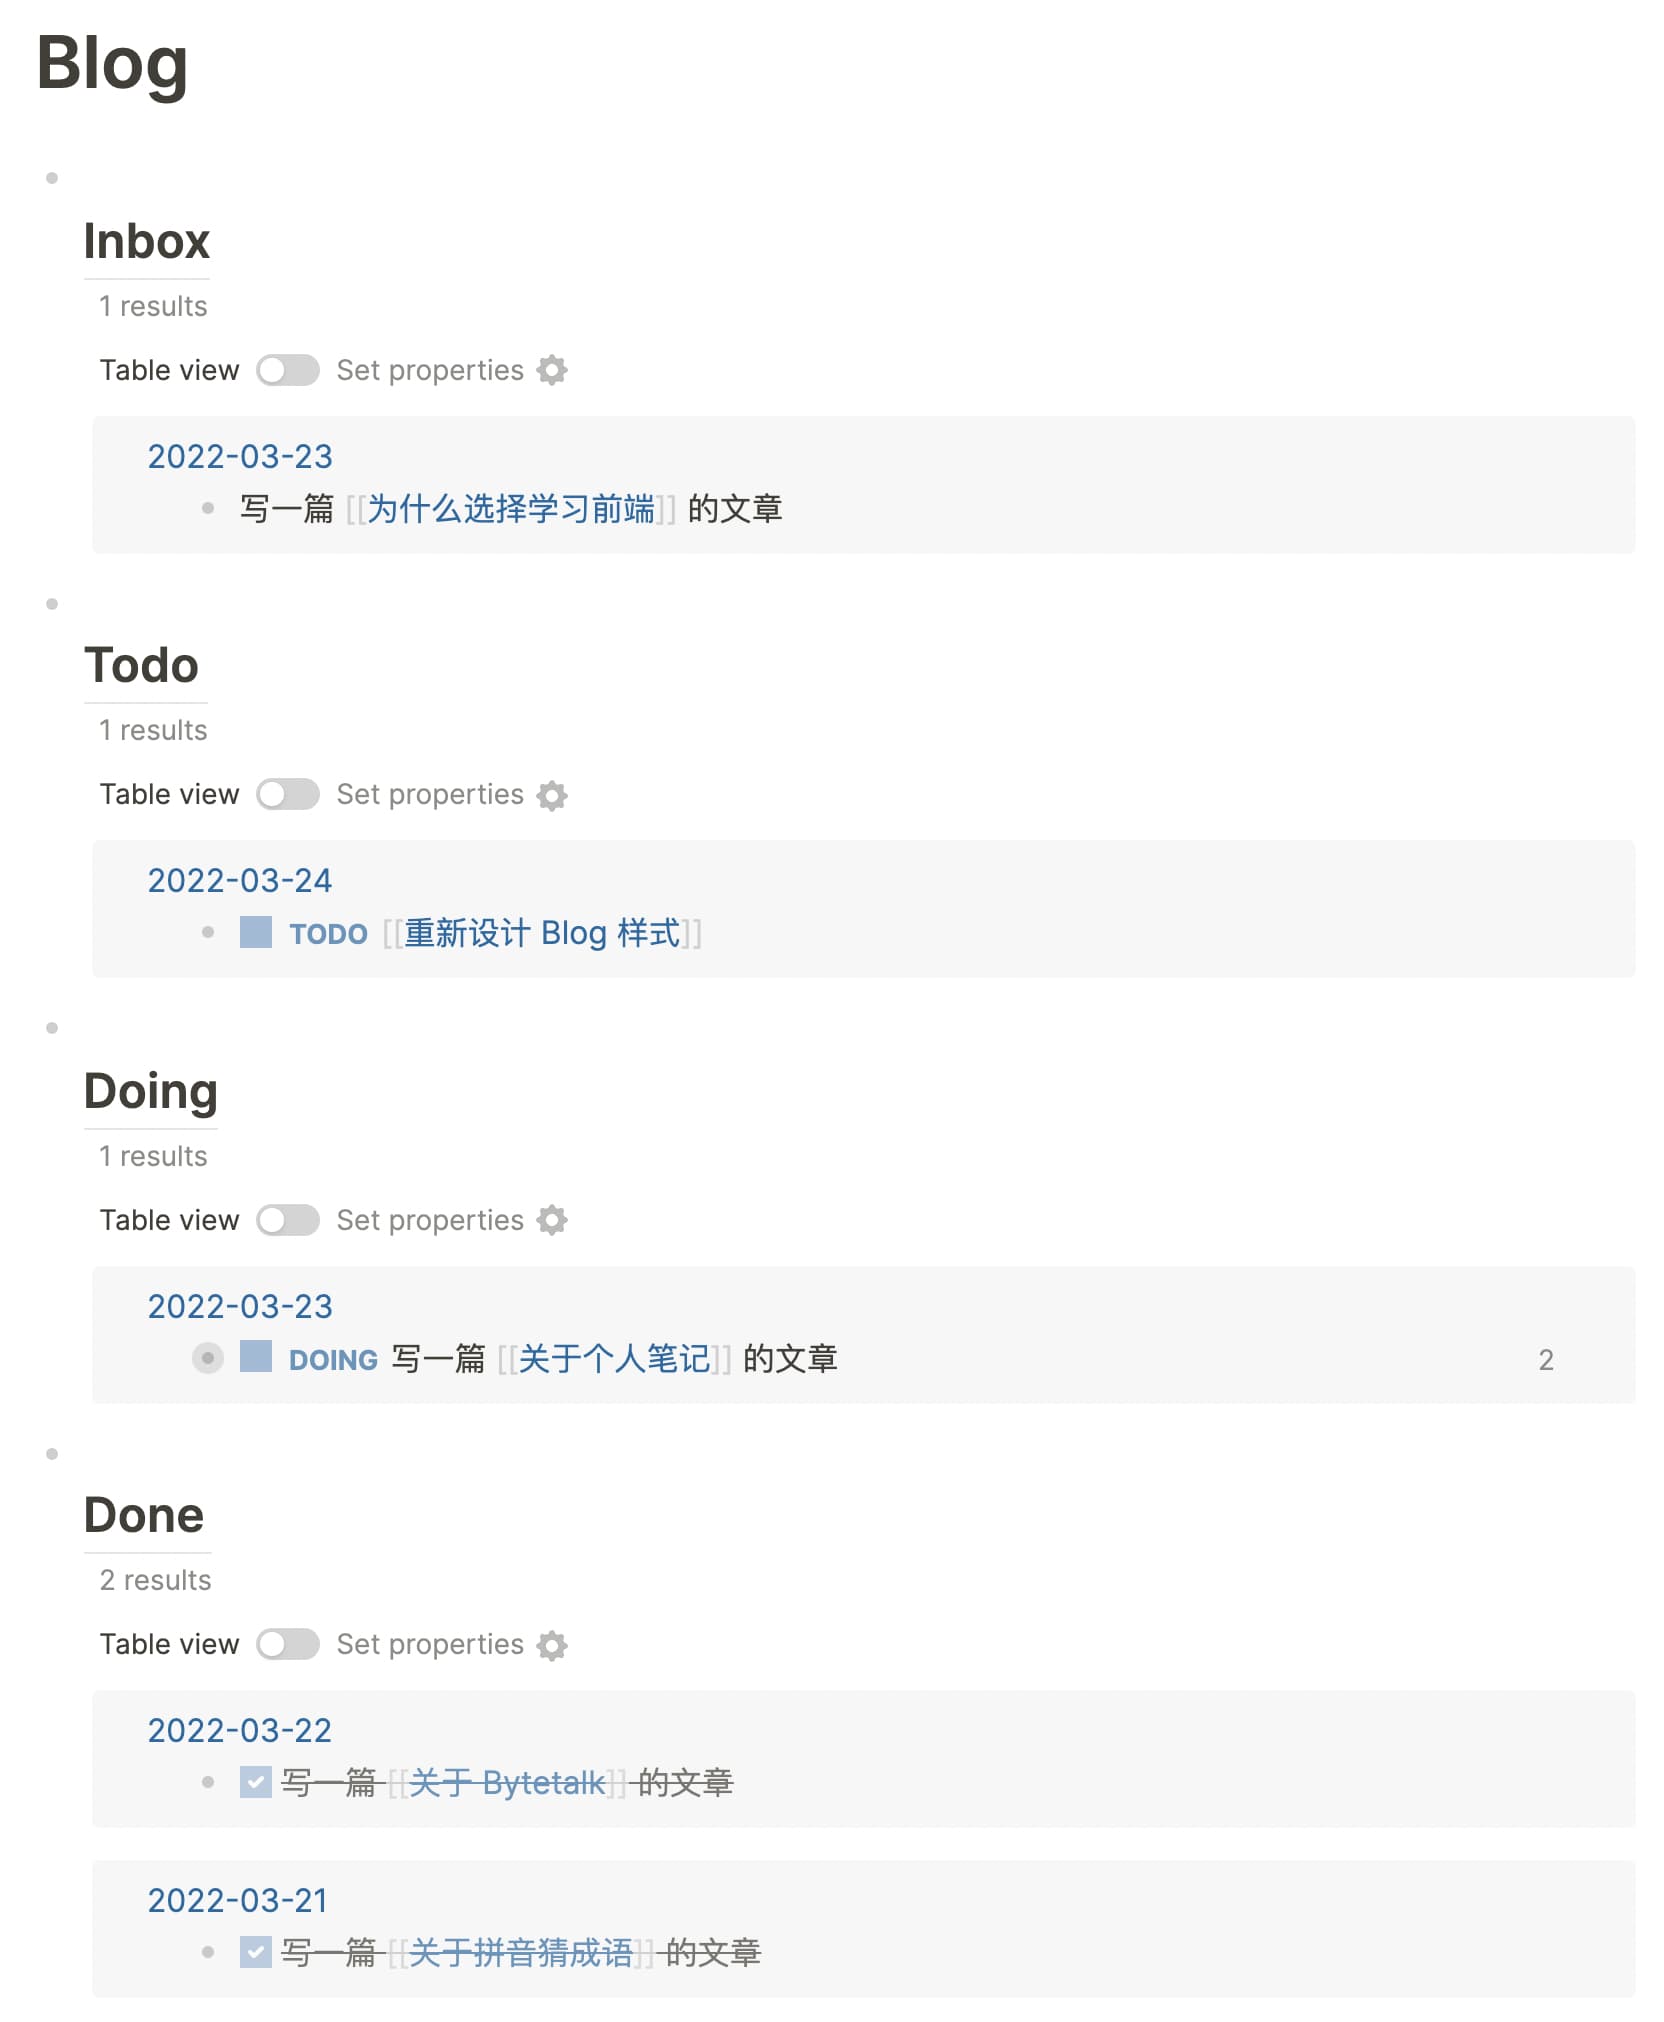 Blog
Inbox
1 results
Table view Set properties
2022-03-23
写一篇 [[为什么选择学习前端]] 的文章
Todo
1 results
Table view Set properties
2022-03-24
TODO [[重新设计 Blog 样式]]
Doing
1 results
Table view Set properties
2022-03-23
DOING 写一篇 [[关于个人笔记]] 的文章 2
Done
2 results
Table view Set properties
2022-03-22
写一篇 [[关于 Bytetalk]] 的文章
2022-03-21
写一篇 [[关于拼音猜成语]] 的文章